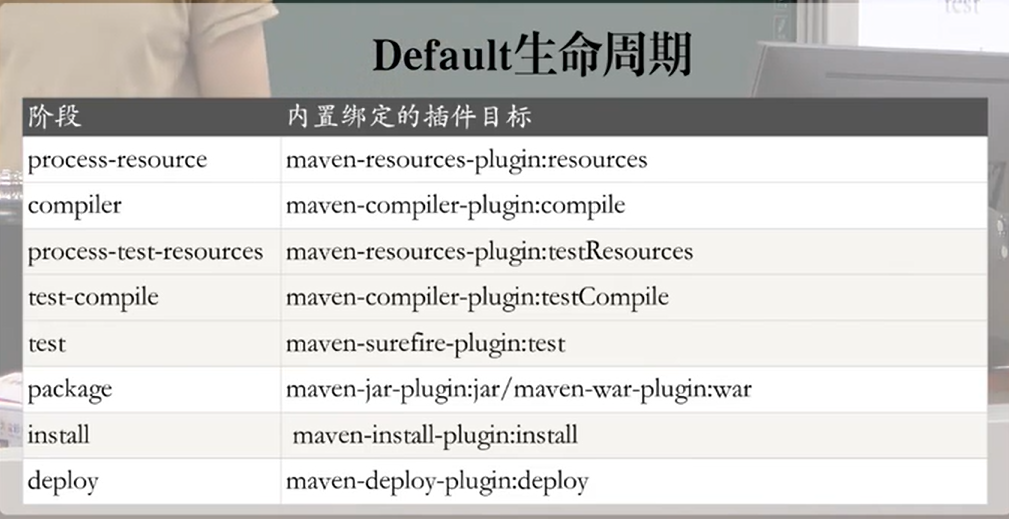 test
Default生命周期
阶段 内置绑定的插件目标
process-resource maven-resources-plugin:resources
compiler maven-compiler-plugin:compile
process-test-resources maven-resources-plugin:testResources
test-compile maven-compiler-plugin:testCompile
test maven-surefire-plugin:test
package maven-jar-plugin:jar/maven-war-plugin:war
install maven-install-plugin:install
deploy maven-deploy-plugin:deploy